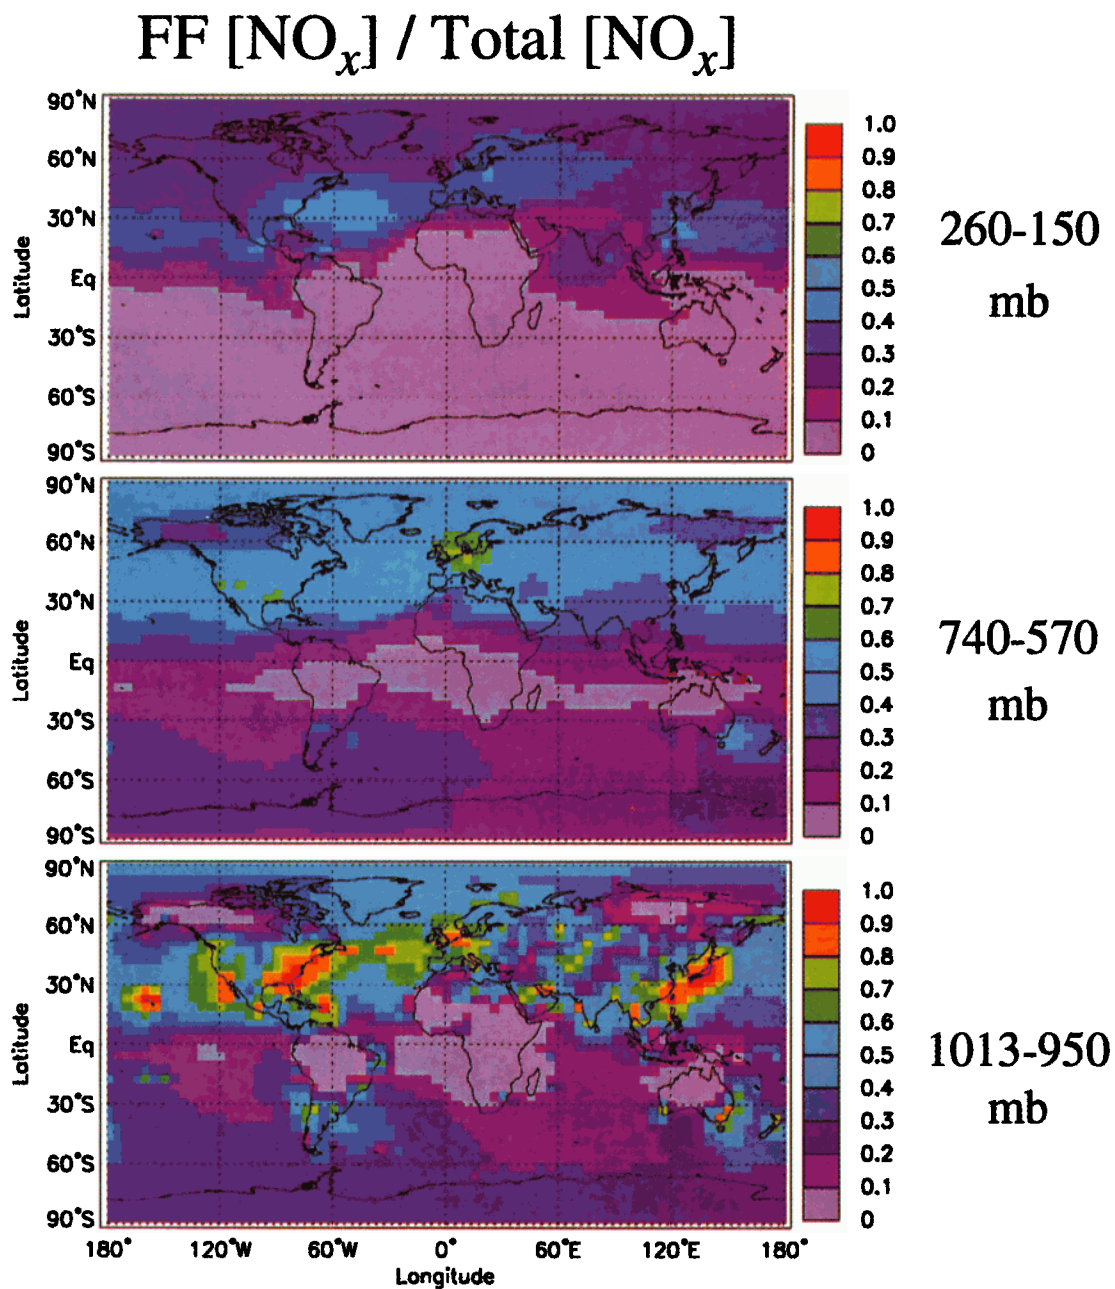 FF [NOx] / Total [NOx]
90°N
60°N
30°N
Eq
30°S
60°S
90°S
Latitude
1.0
0.9
0.8
0.7
0.6
0.5
0.4
0.3
0.2
0.1
0
260-150
mb
90°N
60°N
30°N
Eq
30°S
60°S
90°S
Latitude
1.0
0.9
0.8
0.7
0.6
0.5
0.4
0.3
0.2
0.1
0
740-570
mb
90°N
60°N
30°N
Eq
30°S
60°S
90°S
Latitude
1.0
0.9
0.8
0.7
0.6
0.5
0.4
0.3
0.2
0.1
0
1013-950
mb
180° 120°W 60°W 0° 60°E 120°E 180°
Longitude